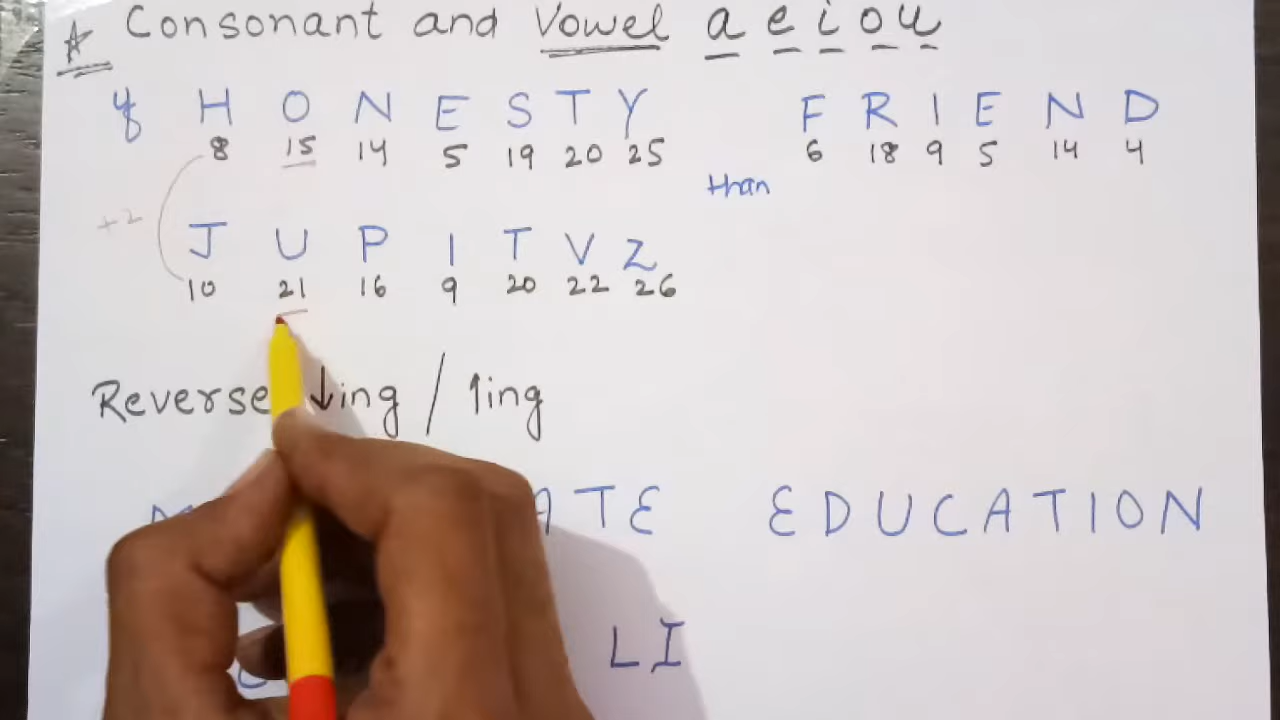 Consonant and Vowel a e i o u
if H O N E S T Y F R I E N D
8 15 14 5 19 20 25 6 18 9 5 14 4
than
+2
J U P I T V Z
10 21 16 9 20 22 26
Reverse ↓ing / ↑ing
ATE EDUCATION
LI